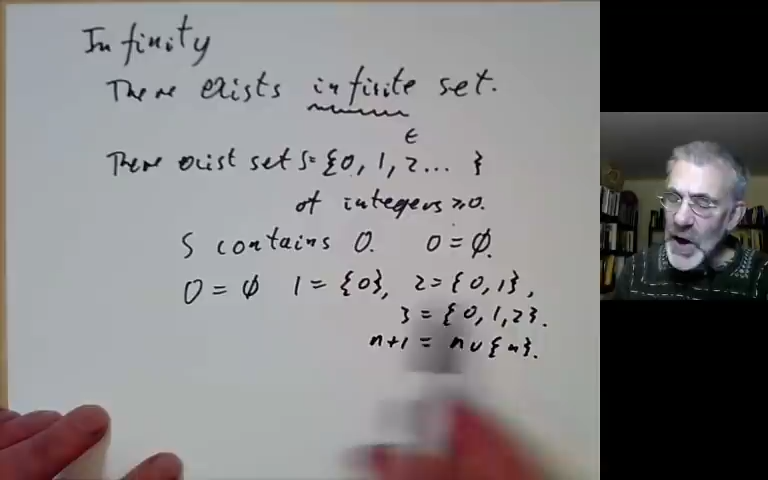 Infinity
There exists infinite set.
∈
There exist set S = {0, 1, 2 ... }
of integers ≥ 0.
S contains 0.   0 = ∅.
0 = ∅   1 = {0},   2 = {0, 1},
3 = {0, 1, 2}.
n+1 = n ∪ {n}.